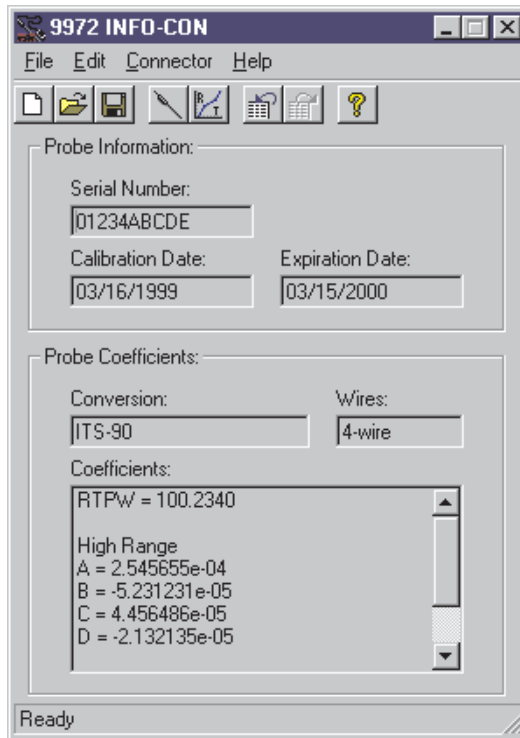 9972 INFO-CON
File Edit Connector Help
R
T
?
Probe Information:
Serial Number:
01234ABCDE
Calibration Date: Expiration Date:
03/16/1999 03/15/2000
Probe Coefficients:
Conversion: Wires:
ITS-90 4-wire
Coefficients:
RTPW = 100.2340
High Range
A = 2.545655e-04
B = -5.231231e-05
C = 4.456486e-05
D = -2.132135e-05
Ready